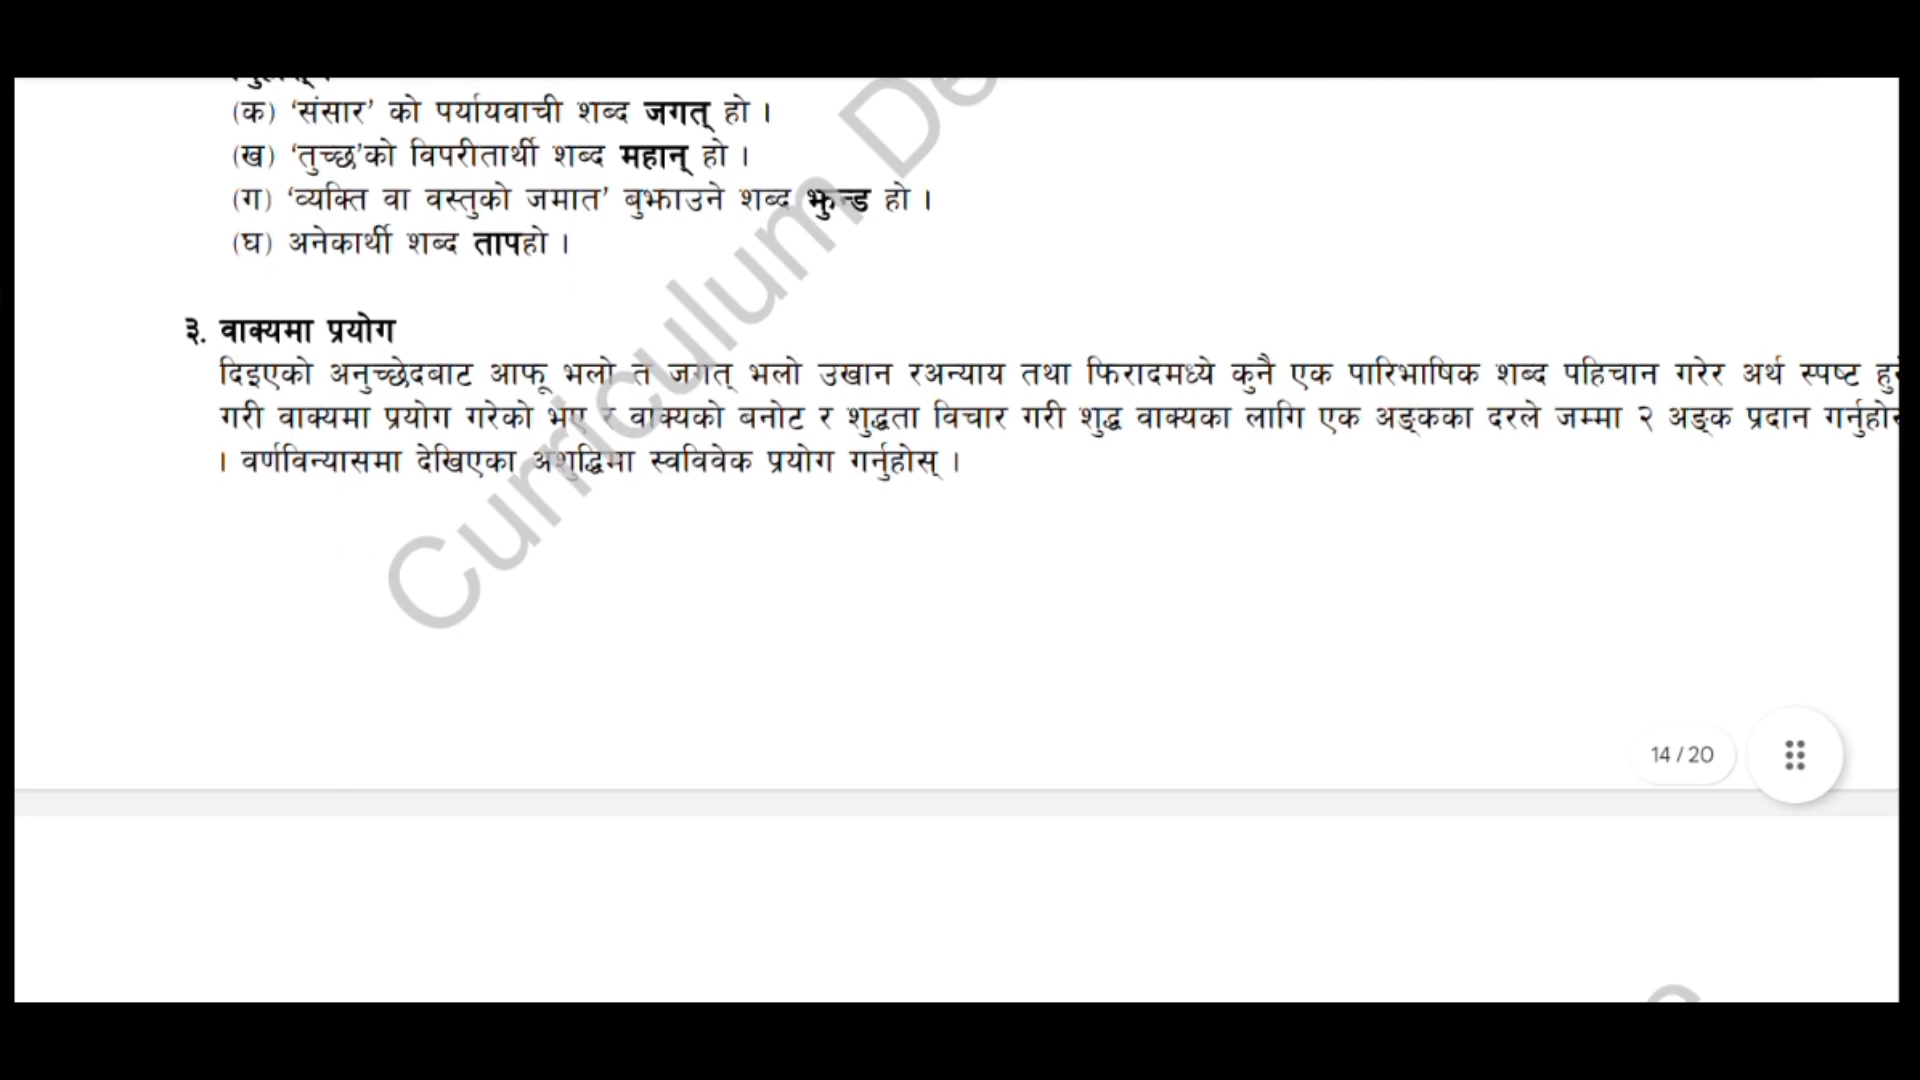 (क) ‘संसार’ को पर्यायवाची शब्द जगत् हो ।
(ख) ‘तुच्छ’को विपरीतार्थी शब्द महान् हो ।
(ग) ‘व्यक्ति वा वस्तुको जमात’ बुझाउने शब्द झुन्ड हो ।
(घ) अनेकार्थी शब्द तापहो ।
३. वाक्यमा प्रयोग
दिइएको अनुच्छेदबाट आफू भलो त जगत् भलो उखान रअन्याय तथा फिरादमध्ये कुनै एक पारिभाषिक शब्द पहिचान गरेर अर्थ स्पष्ट
गरी वाक्यमा प्रयोग गरेको भए र वाक्यको बनोट र शुद्धता विचार गरी शुद्ध वाक्यका लागि एक अङ्कका दरले जम्मा २ अङ्क प्रदान
। वर्णविन्यासमा देखिएका अशुद्धिमा स्वविवेक प्रयोग गर्नुहोस् ।
Curriculum De
14 / 20